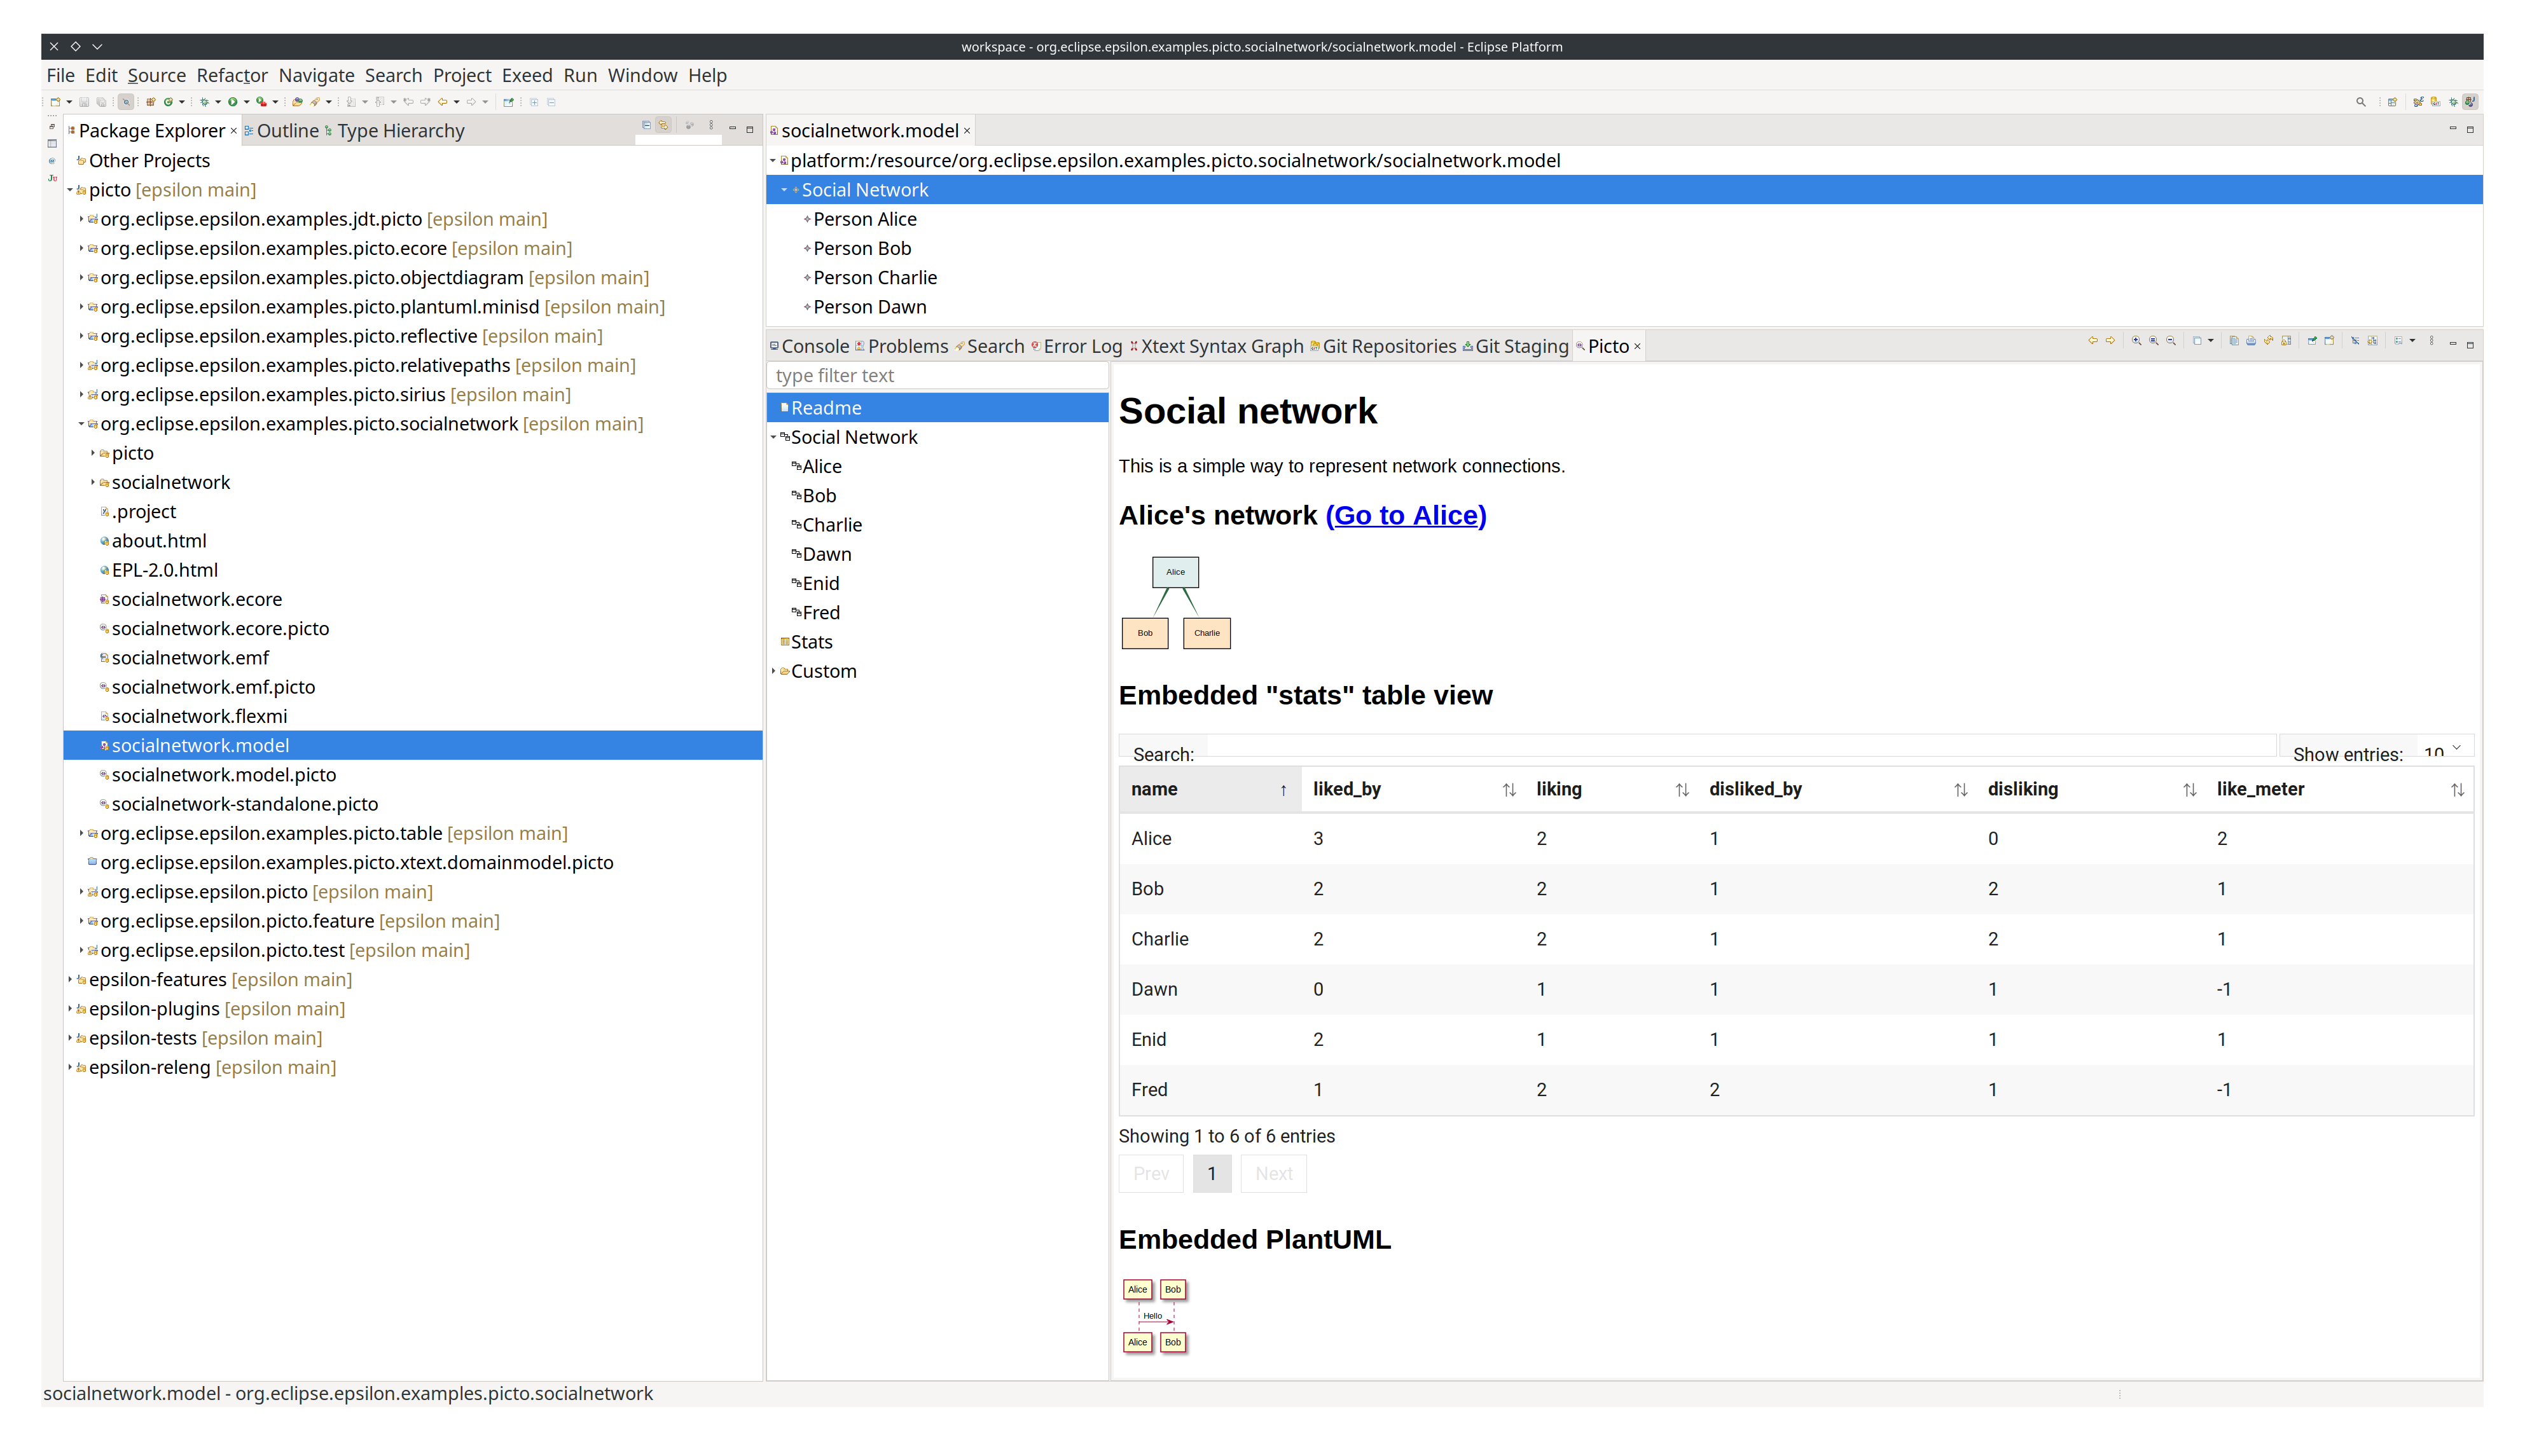 workspace - org.eclipse.epsilon.examples.picto.socialnetwork/socialnetwork.model - Eclipse Platform
File Edit Source Refactor Navigate Search Project Exeed Run Window Help
Package Explorer Outline Type Hierarchy
Other Projects
picto [epsilon main]
org.eclipse.epsilon.examples.jdt.picto [epsilon main]
org.eclipse.epsilon.examples.picto.ecore [epsilon main]
org.eclipse.epsilon.examples.picto.objectdiagram [epsilon main]
org.eclipse.epsilon.examples.picto.plantuml.minisd [epsilon main]
org.eclipse.epsilon.examples.picto.reflective [epsilon main]
org.eclipse.epsilon.examples.picto.relativepaths [epsilon main]
org.eclipse.epsilon.examples.picto.sirius [epsilon main]
org.eclipse.epsilon.examples.picto.socialnetwork [epsilon main]
picto
socialnetwork
.project
about.html
EPL-2.0.html
socialnetwork.ecore
socialnetwork.ecore.picto
socialnetwork.emf
socialnetwork.emf.picto
socialnetwork.flexmi
socialnetwork.model
socialnetwork.model.picto
socialnetwork-standalone.picto
org.eclipse.epsilon.examples.picto.table [epsilon main]
org.eclipse.epsilon.examples.picto.xtext.domainmodel.picto
org.eclipse.epsilon.picto [epsilon main]
org.eclipse.epsilon.picto.feature [epsilon main]
org.eclipse.epsilon.picto.test [epsilon main]
epsilon-features [epsilon main]
epsilon-plugins [epsilon main]
epsilon-tests [epsilon main]
epsilon-releng [epsilon main]
socialnetwork.model
platform:/resource/org.eclipse.epsilon.examples.picto.socialnetwork/socialnetwork.model
Social Network
Person Alice
Person Bob
Person Charlie
Person Dawn
Console Problems Search Error Log Xtext Syntax Graph Git Repositories Git Staging Picto
type filter text
Readme
Social Network
Alice
Bob
Charlie
Dawn
Enid
Fred
Stats
Custom
Social network
This is a simple way to represent network connections.
Alice's network (Go to Alice)
Alice
Bob Charlie
Embedded "stats" table view
Search: Show entries: 10
name liked_by liking disliked_by disliking like_meter
Alice 3 2 1 0 2
Bob 2 2 1 2 1
Charlie 2 2 1 2 1
Dawn 0 1 1 1 -1
Enid 2 1 1 1 1
Fred 1 2 2 1 -1
Showing 1 to 6 of 6 entries
Prev 1 Next
Embedded PlantUML
Alice Bob
Hello
Alice Bob
socialnetwork.model - org.eclipse.epsilon.examples.picto.socialnetwork